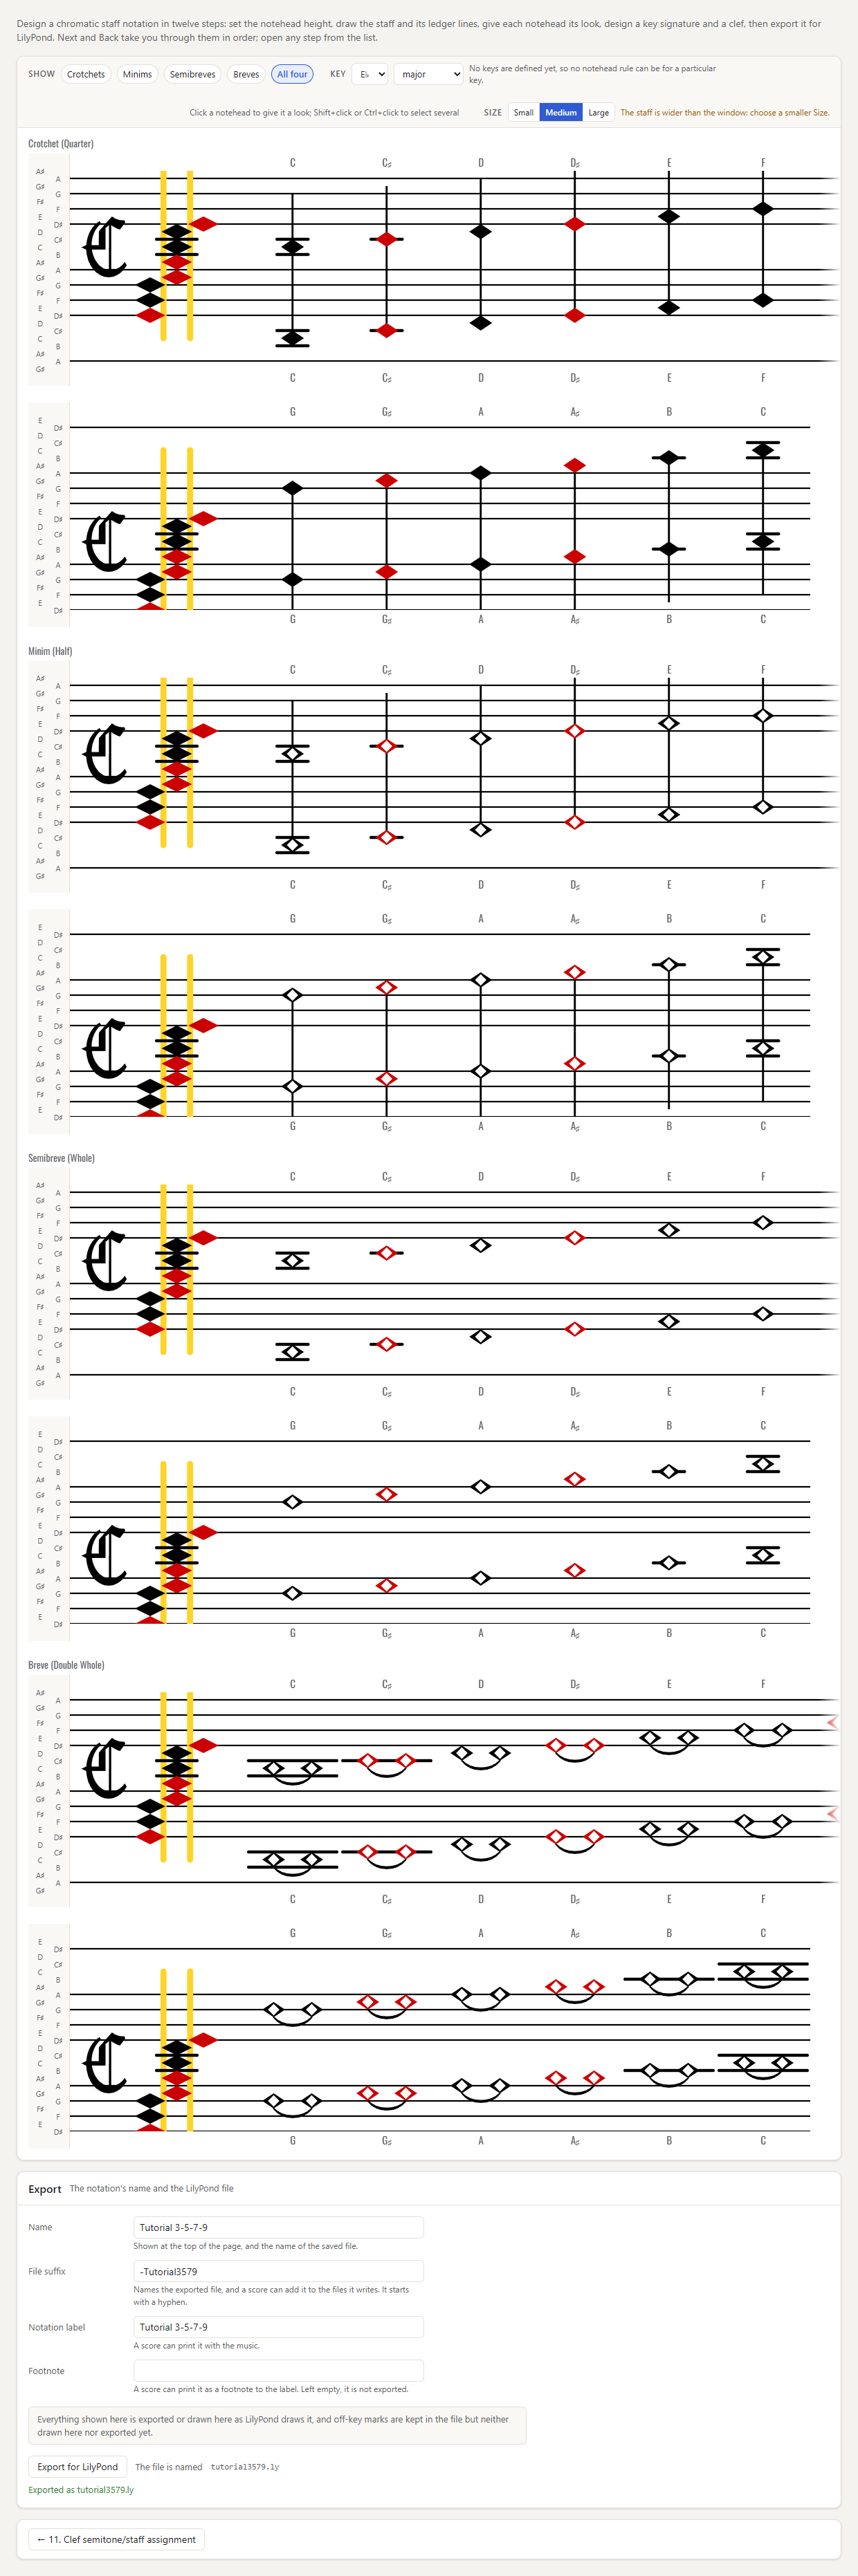 Design a chromatic staff notation in twelve steps: set the notehead height, draw the staff and its ledger lines, give each notehead its look, design a key signature and a clef, then export it for
LilyPond. Next and Back take you through them in order; open any step from the list.
SHOW Crotchets Minims Semibreves Breves All four KEY E♭ major No keys are defined yet, so no notehead rule can be for a particular
key.
Click a notehead to give it a look; Shift+click or Ctrl+click to select several SIZE Small Medium Large The staff is wider than the window: choose a smaller Size.
Crotchet (Quarter)
C C♯ D D♯ E F
A♯
A
G♯
G
F♯
F
E
D♯
D
C♯
C
B
A♯
A
G♯
G
F♯
F
E
D♯
D
C♯
C
B
A♯
A
G♯
C C♯ D D♯ E F
G G♯ A A♯ B C
E
D♯
D
C♯
C
B
A♯
A
G♯
G
F♯
F
E
D♯
D
C♯
C
B
A♯
A
G♯
G
F♯
F
E
D♯
G G♯ A A♯ B C
Minim (Half)
C C♯ D D♯ E F
A♯
A
G♯
G
F♯
F
E
D♯
D
C♯
C
B
A♯
A
G♯
G
F♯
F
E
D♯
D
C♯
C
B
A♯
A
G♯
C C♯ D D♯ E F
G G♯ A A♯ B C
E
D♯
D
C♯
C
B
A♯
A
G♯
G
F♯
F
E
D♯
D
C♯
C
B
A♯
A
G♯
G
F♯
F
E
D♯
G G♯ A A♯ B C
Semibreve (Whole)
C C♯ D D♯ E F
A♯
A
G♯
G
F♯
F
E
D♯
D
C♯
C
B
A♯
A
G♯
G
F♯
F
E
D♯
D
C♯
C
B
A♯
A
G♯
C C♯ D D♯ E F
G G♯ A A♯ B C
E
D♯
D
C♯
C
B
A♯
A
G♯
G
F♯
F
E
D♯
D
C♯
C
B
A♯
A
G♯
G
F♯
F
E
D♯
G G♯ A A♯ B C
Breve (Double Whole)
C C♯ D D♯ E F
A♯
A
G♯
G
F♯
F
E
D♯
D
C♯
C
B
A♯
A
G♯
G
F♯
F
E
D♯
D
C♯
C
B
A♯
A
G♯
C C♯ D D♯ E F
G G♯ A A♯ B C
E
D♯
D
C♯
C
B
A♯
A
G♯
G
F♯
F
E
D♯
D
C♯
C
B
A♯
A
G♯
G
F♯
F
E
D♯
G G♯ A A♯ B C
Export The notation's name and the LilyPond file
Name Tutorial 3-5-7-9
Shown at the top of the page, and the name of the saved file.
File suffix -Tutorial3579
Names the exported file, and a score can add it to the files it writes. It starts
with a hyphen.
Notation label Tutorial 3-5-7-9
A score can print it with the music.
Footnote
A score can print it as a footnote to the label. Left empty, it is not exported.
Everything shown here is exported or drawn here as LilyPond draws it, and off-key marks are kept in the file but neither
drawn here nor exported yet.
Export for LilyPond The file is named tutorial3579.ly
Exported as tutorial3579.ly
← 11. Clef semitone/staff assignment